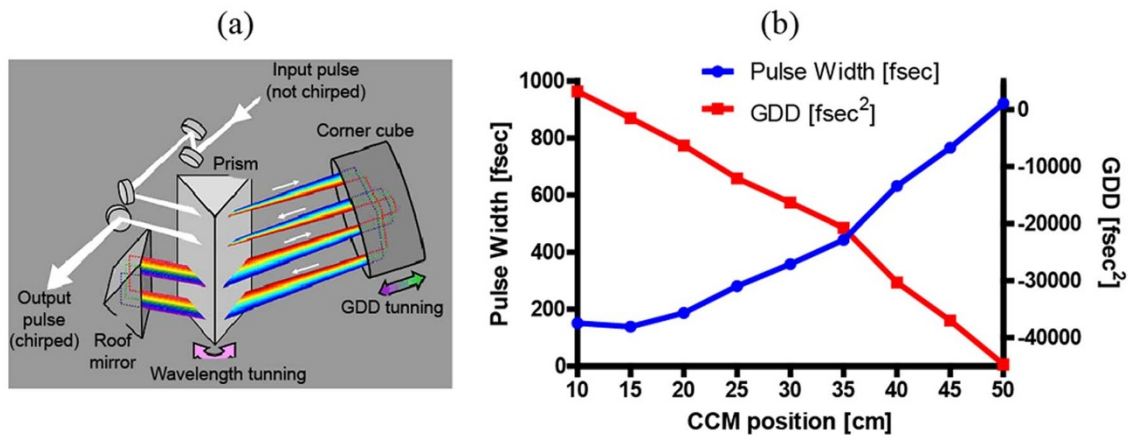 (a)
Input pulse
(not chirped)
Corner cube
Prism
GDD tunning
Output
pulse
(chirped)
Roof
mirror
Wavelength tunning
(b)
Pulse Width [fsec]
GDD [fsec²]
1000
800
600
400
200
0
Pulse Width [fsec]
0
-10000
-20000
-30000
-40000
GDD [fsec²]
10 15 20 25 30 35 40 45 50
CCM position [cm]